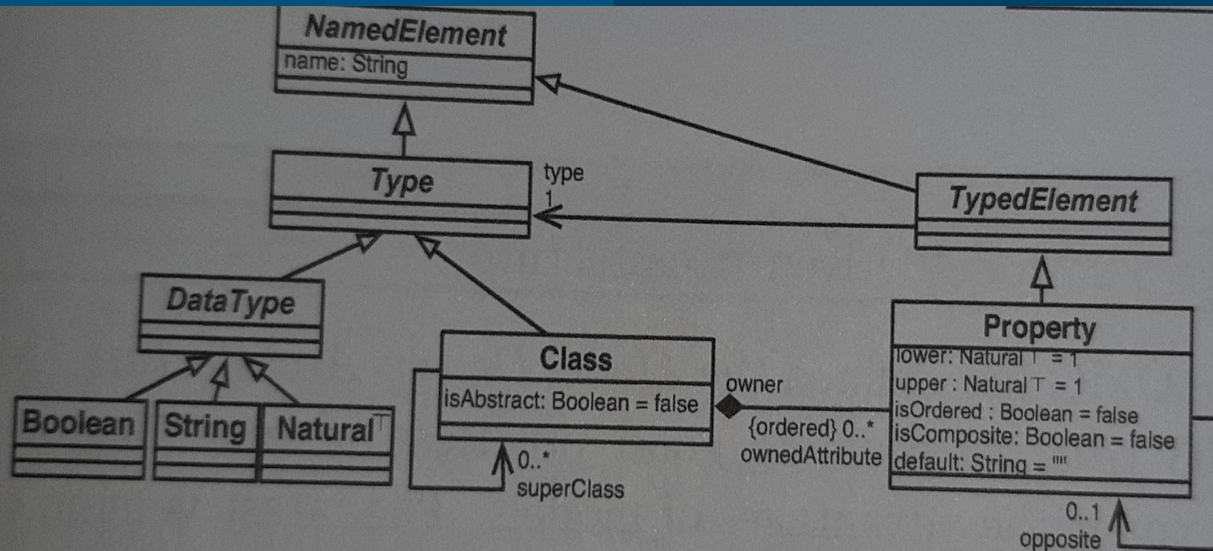 NamedElement
name: String
Type
type
1
TypedElement
DataType
Boolean
String
Natural⊤
Class
isAbstract: Boolean = false
0..*
superClass
owner
{ordered} 0..*
ownedAttribute
Property
lower: Natural⊤ = 1
upper : Natural⊤ = 1
isOrdered : Boolean = false
isComposite: Boolean = false
default: String = ""
0..1
opposite